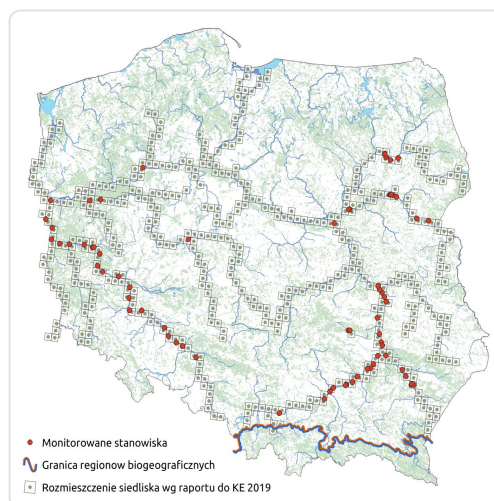 Monitorowane stanowiska
Granica regionow biogeograficznych
Rozmieszczenie siedliska wg raportu do KE 2019